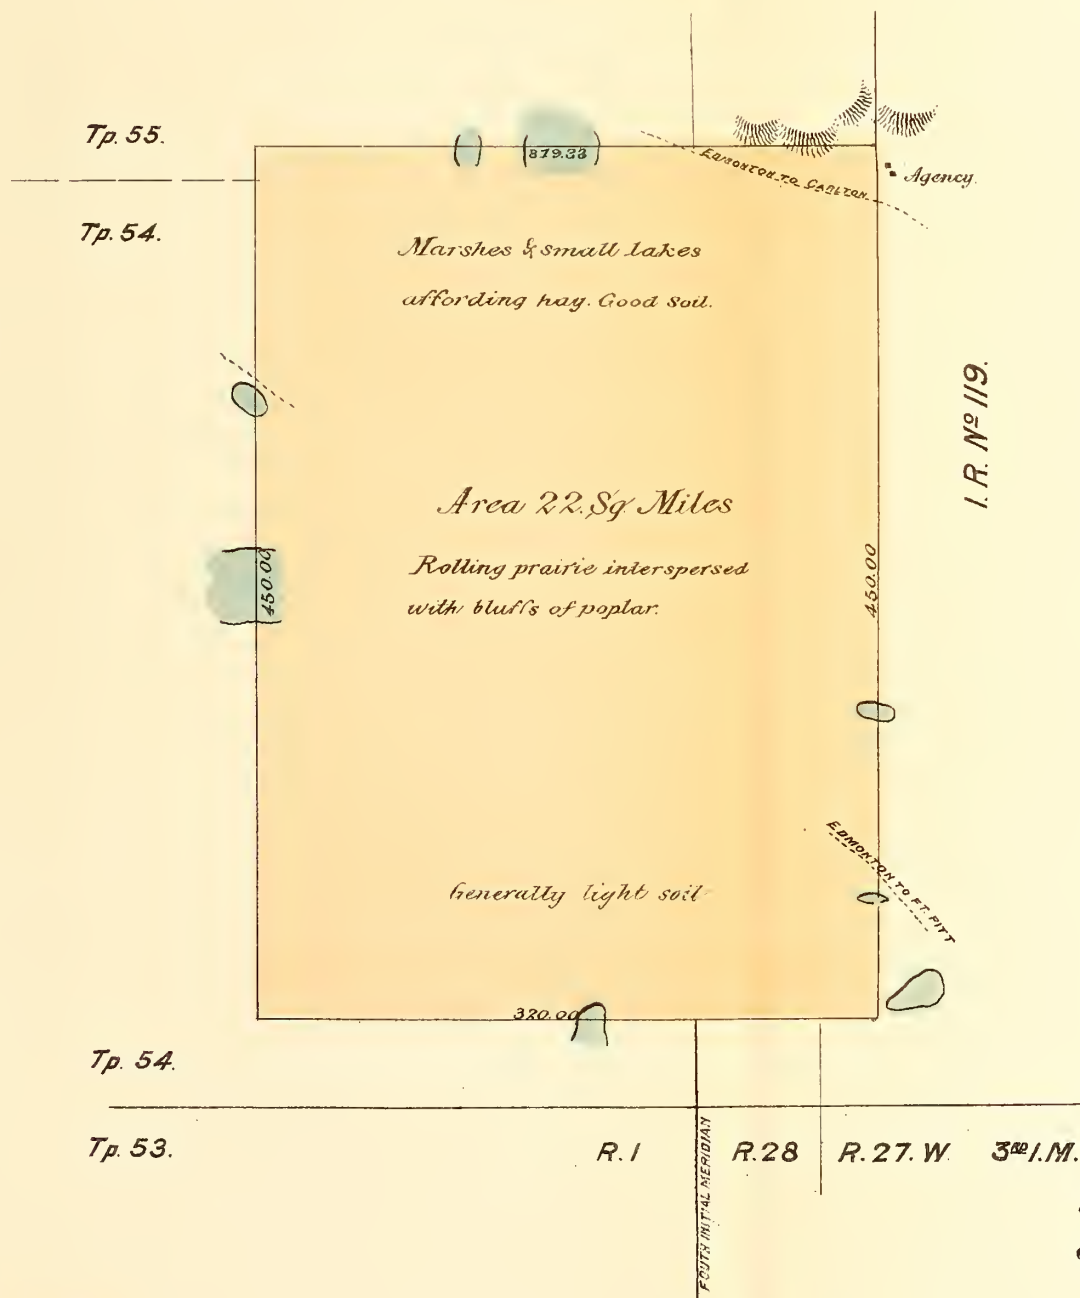 Tp. 55.
879.33
EDMONTON TO CARLTON
Agency.
Tp. 54.
Marshes & small lakes
affording hay. Good soil.
I.R. Nº 119.
Area 22. Sq. Miles
Rolling prairie interspersed
with bluffs of poplar.
450.00
450.00
EDMONTON TO FT. PITT
Generally light soil
320.00
Tp. 54.
Tp. 53.
R. 1
R. 28
R. 27. W.
3RD I.M.
FOUTH INITIAL MERIDIAN